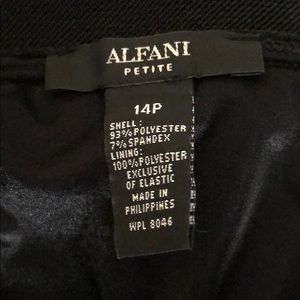 ALFANI
PETITE
14P
SHELL:
93% POLYESTER
7% SPANDEX
LINING:
100% POLYESTER
EXCLUSIVE
OF ELASTIC
MADE IN
PHILIPPINES
WPL 8046